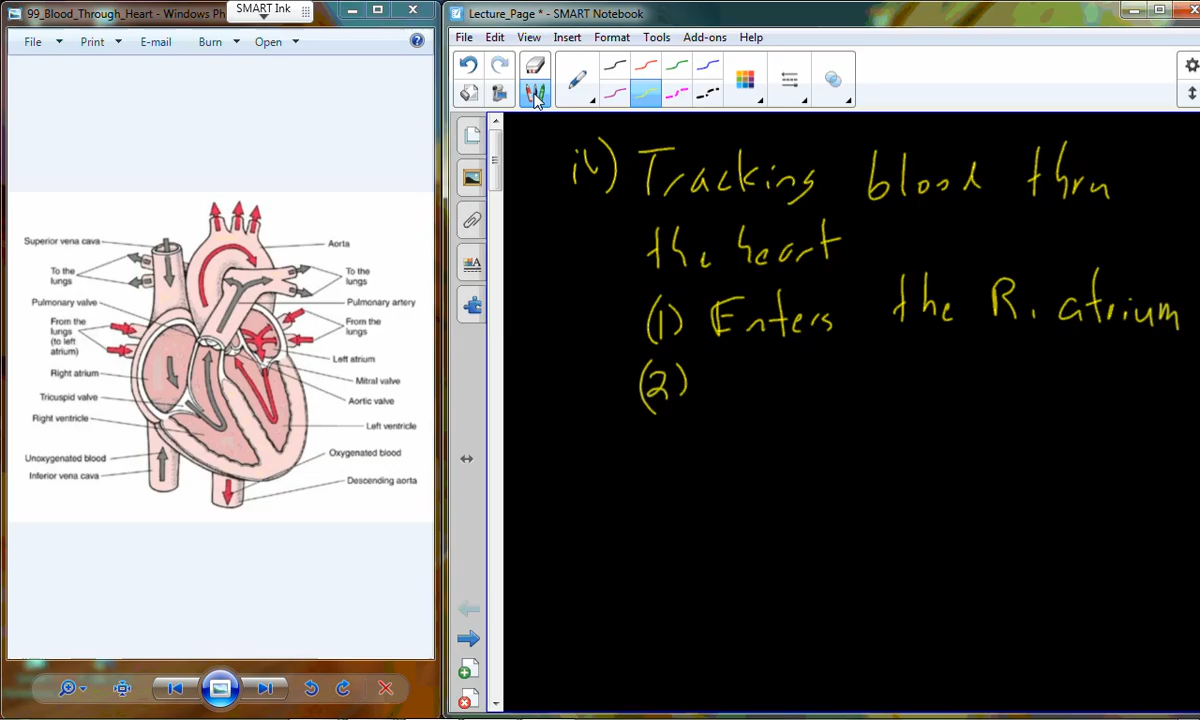 99_Blood_Through_Heart - Windows Ph
SMART Ink
File Print E-mail Burn Open
Superior vena cava
To the
lungs
Pulmonary valve
From the
lungs
(to left
atrium)
Right atrium
Tricuspid valve
Right ventricle
Unoxygenated blood
Inferior vena cava
Aorta
To the
lungs
Pulmonary artery
From the
lungs
Left atrium
Mitral valve
Aortic valve
Left ventricle
Oxygenated blood
Descending aorta
Lecture_Page * - SMART Notebook
File Edit View Insert Format Tools Add-ons Help
iv) Tracking blood thru
the heart
(1) Enters the R. atrium
(2)